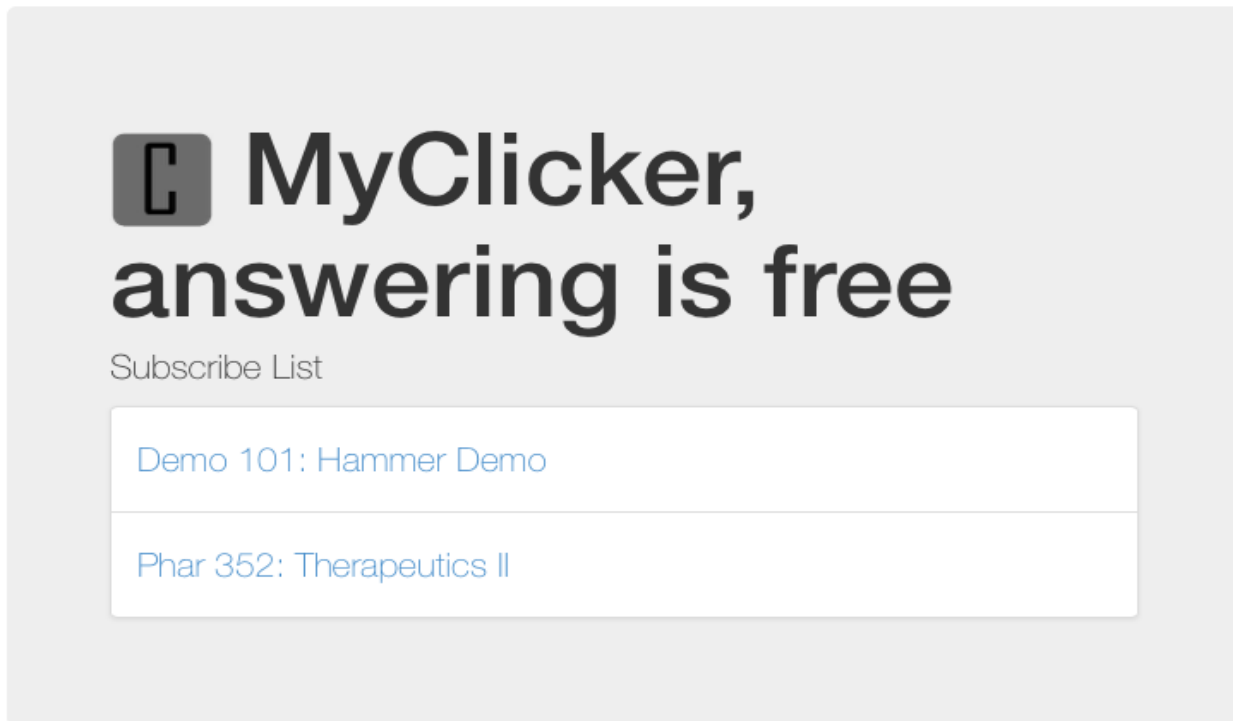 C MyClicker,
answering is free
Subscribe List
Demo 101: Hammer Demo
Phar 352: Therapeutics II